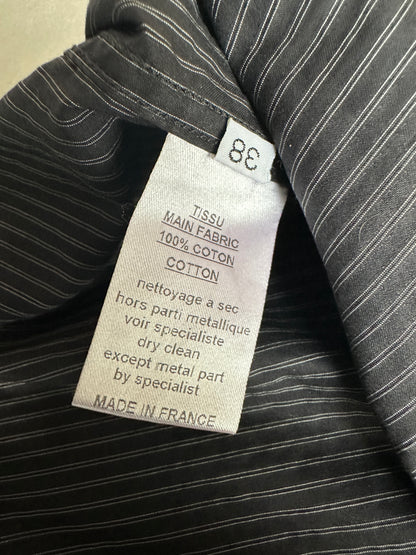 38
TISSU
MAIN FABRIC
100% COTON
COTTON
nettoyage a sec
hors parti metallique
voir specialiste
dry clean
except metal part
by specialist
MADE IN FRANCE